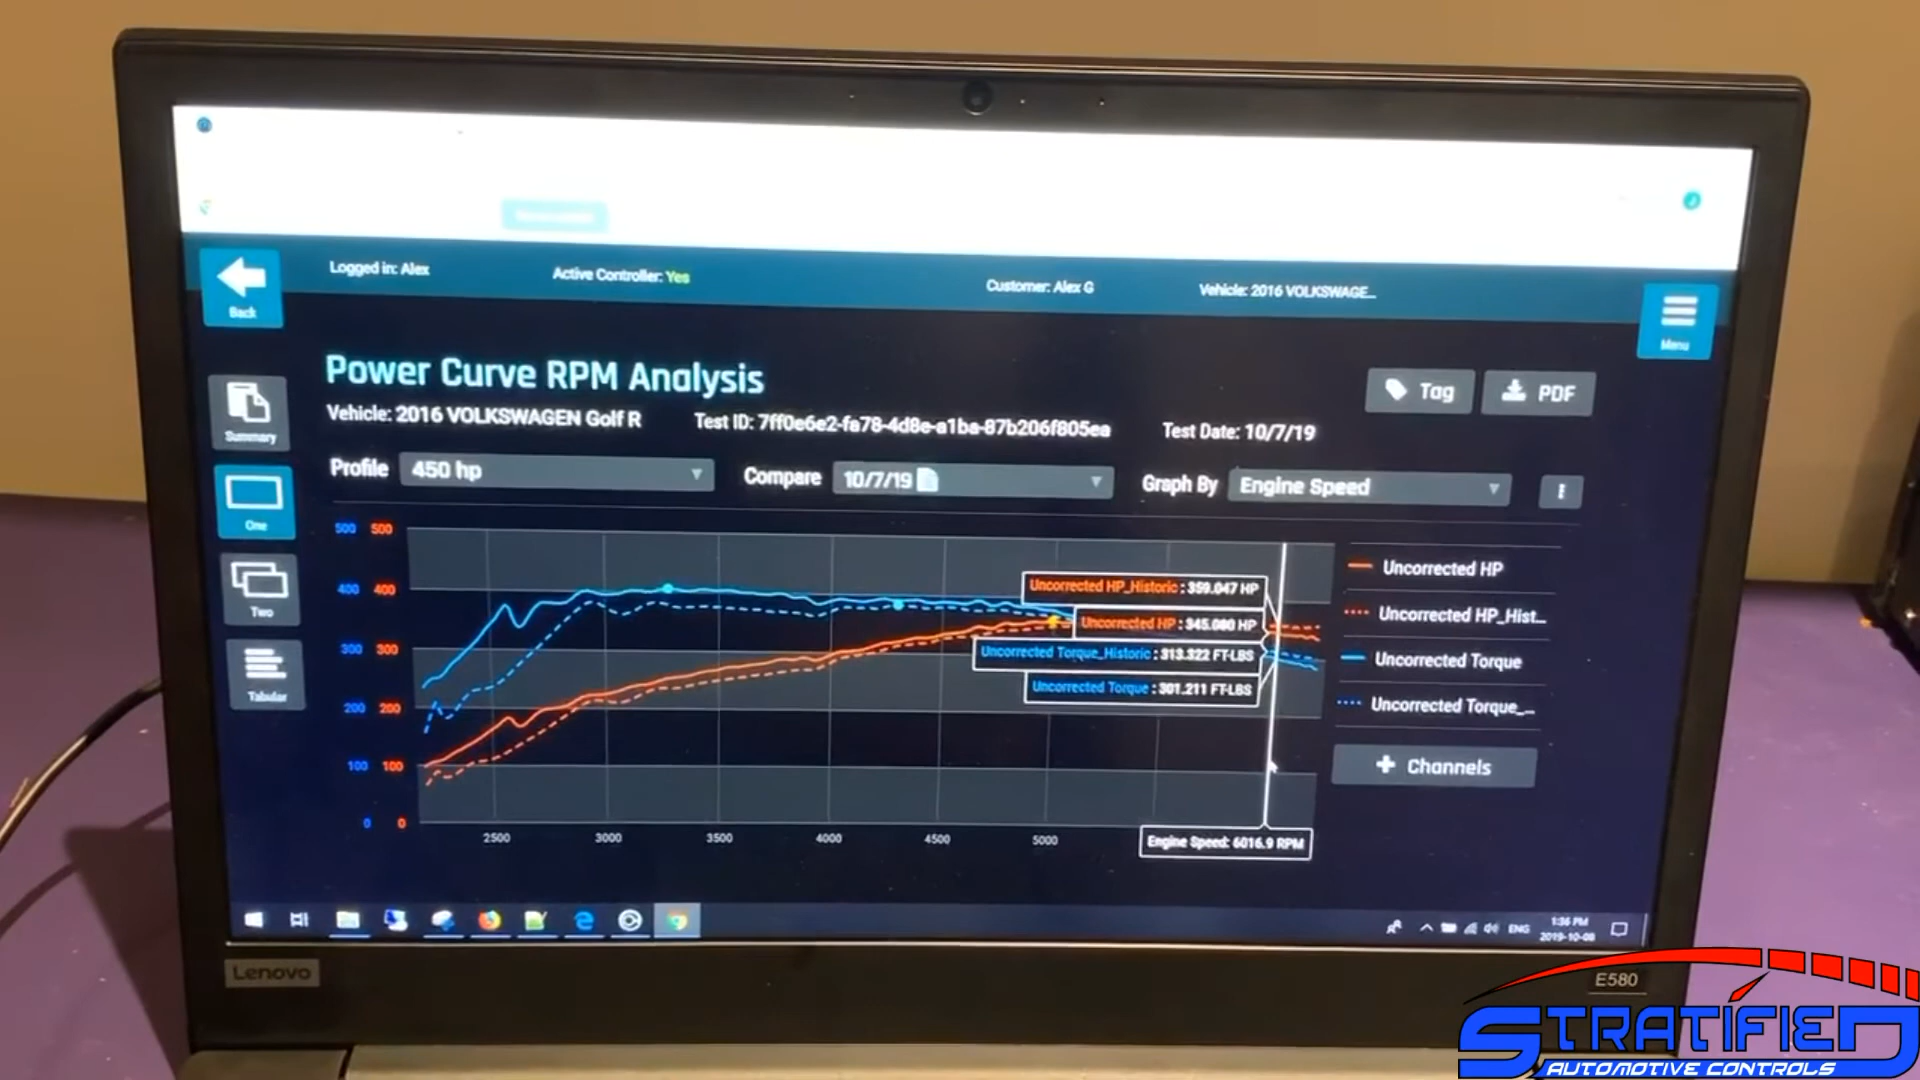 Logged in: Alex
Active Controller: Yes
Customer: Alex G
Vehicle: 2016 VOLKSWAGE...
Back
Menu
Power Curve RPM Analysis
Tag
PDF
Vehicle: 2016 VOLKSWAGEN Golf R
Test ID: 7ff0e6e2-fa78-4d8e-a1ba-87b206f805ea
Test Date: 10/7/19
Summary
Profile 450 hp
Compare 10/7/19
Graph By Engine Speed
One
Two
Tabular
500 500
400 400
300 300
200 200
100 100
0 0
Uncorrected HP_Historic : 359.047 HP
Uncorrected HP : 345.080 HP
Uncorrected Torque_Historic : 313.322 FT-LBS
Uncorrected Torque : 301.211 FT-LBS
Uncorrected HP
Uncorrected HP_Hist...
Uncorrected Torque
Uncorrected Torque_...
+ Channels
2500 3000 3500 4000 4500 5000
Engine Speed: 6016.9 RPM
ENG
1:36 PM
2019-10-08
Lenovo
E580
STRATIFIED
AUTOMOTIVE CONTROLS